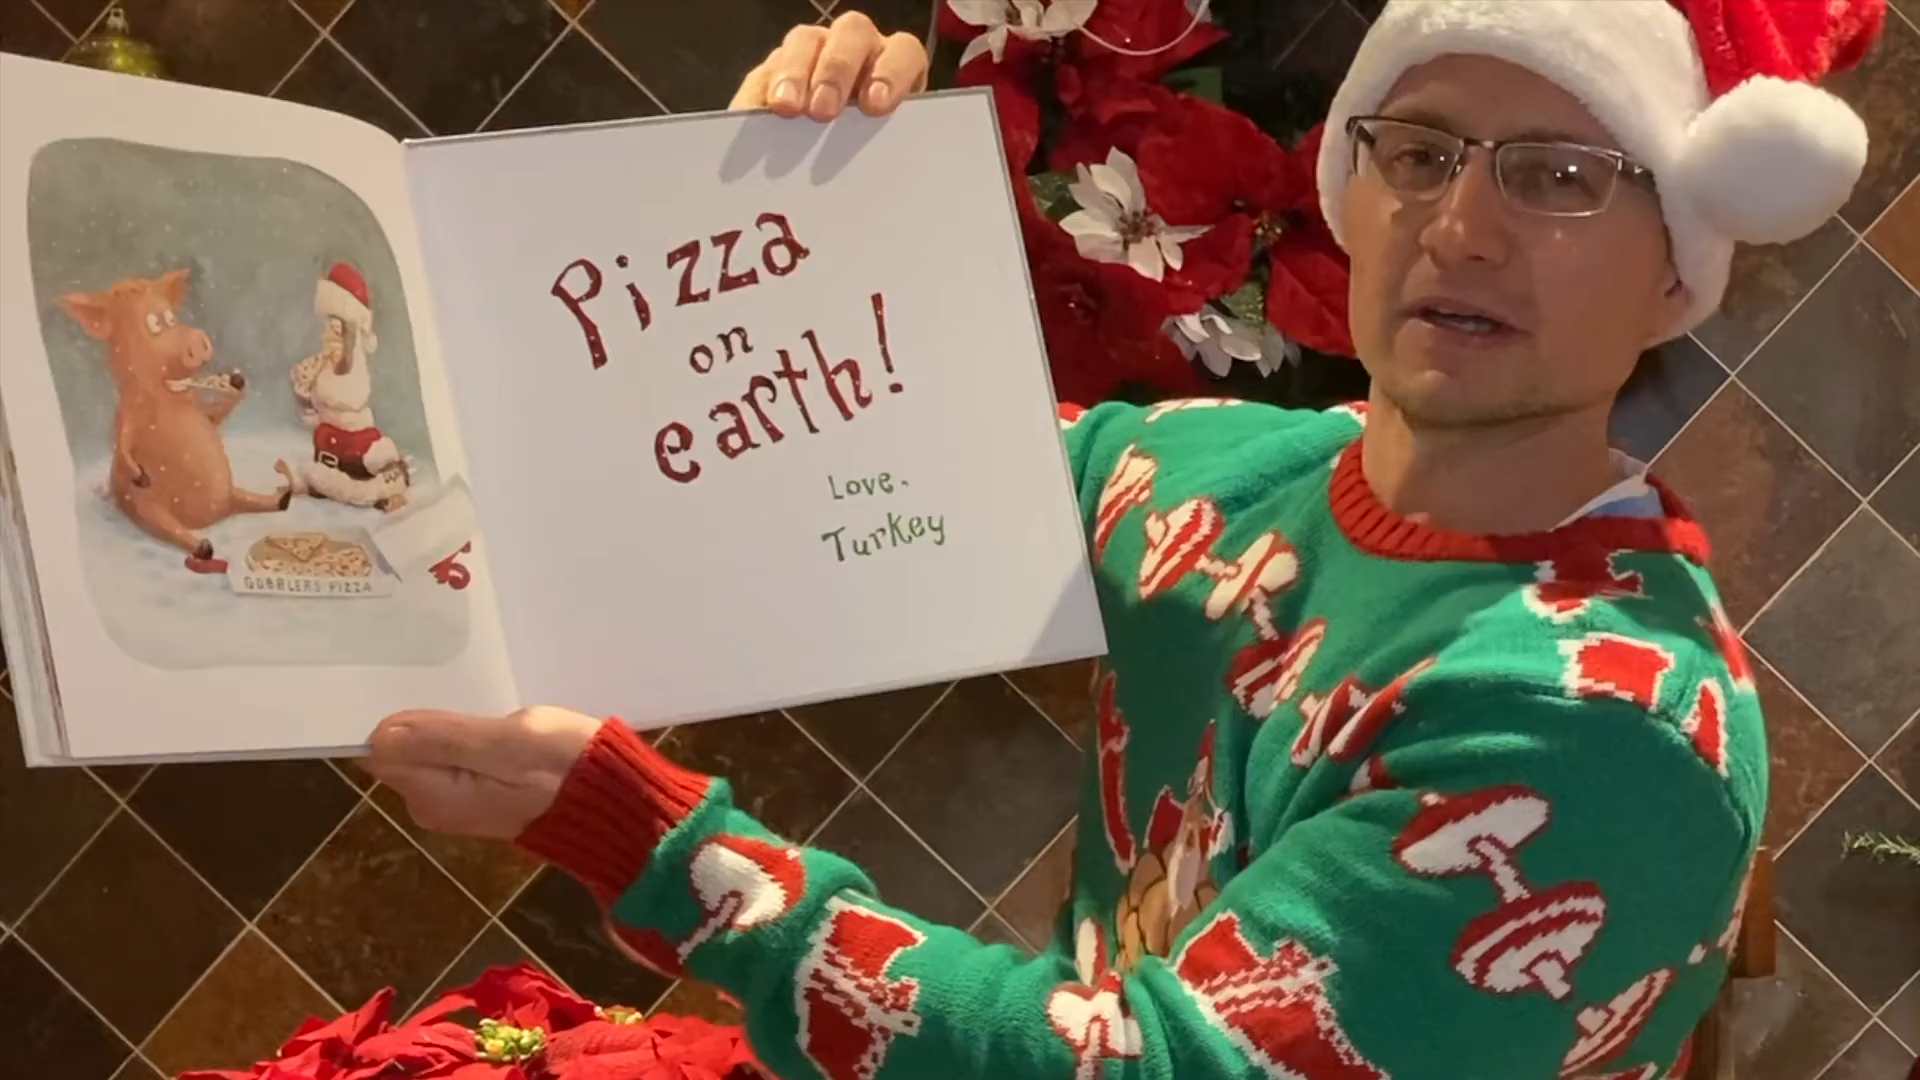 GOBBLERS PIZZA
Pizza
on
earth!
Love,
Turkey